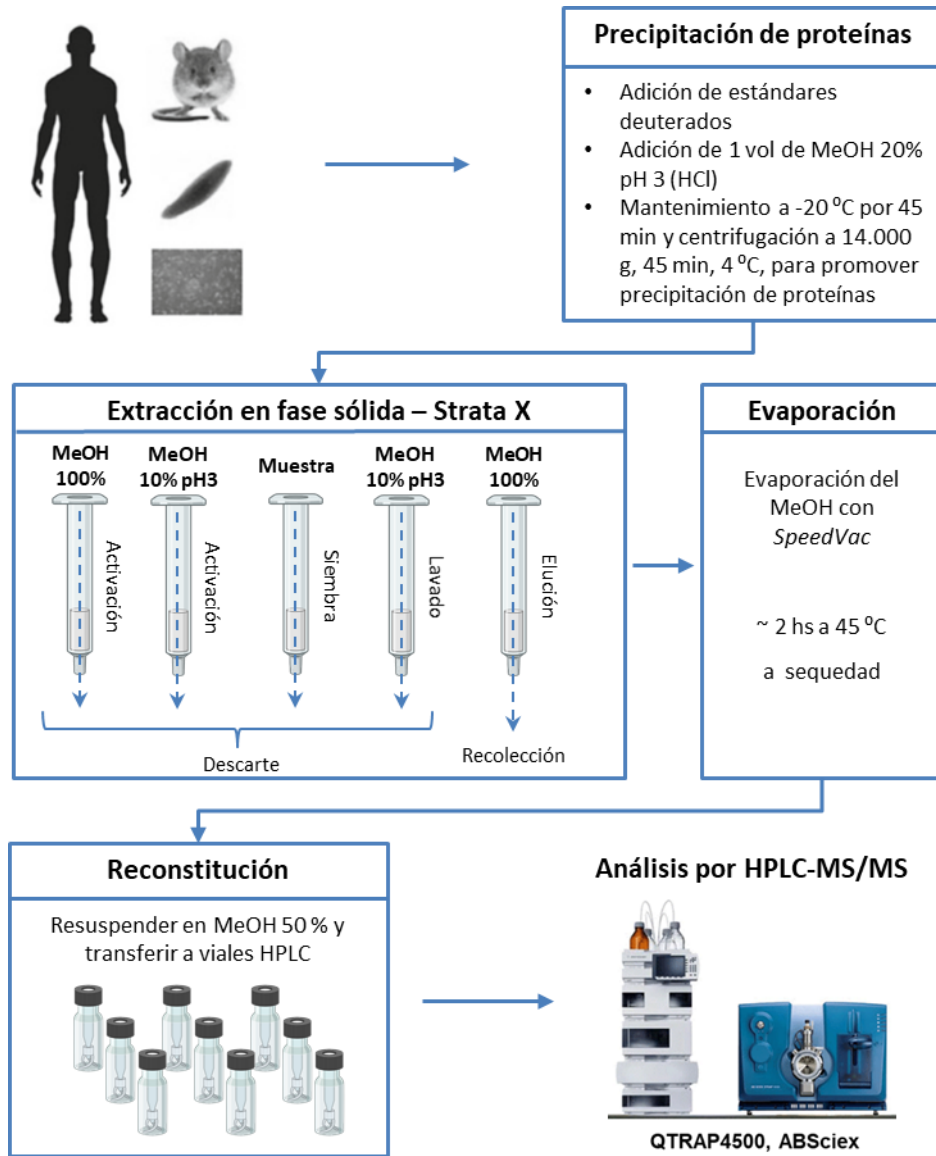 Precipitación de proteínas
• Adición de estándares
deuterados
• Adición de 1 vol de MeOH 20%
pH 3 (HCl)
• Mantenimiento a -20 ⁰C por 45
min y centrifugación a 14.000
g, 45 min, 4 ⁰C, para promover
precipitación de proteínas
Extracción en fase sólida – Strata X
MeOH
100%
MeOH
10% pH3
Muestra
MeOH
10% pH3
MeOH
100%
Activación
Activación
Siembra
Lavado
Elución
Descarte
Recolección
Evaporación
Evaporación del
MeOH con
SpeedVac
~ 2 hs a 45 ⁰C
a sequedad
Reconstitución
Resuspender en MeOH 50 % y
transferir a viales HPLC
Análisis por HPLC-MS/MS
QTRAP4500, ABSciex